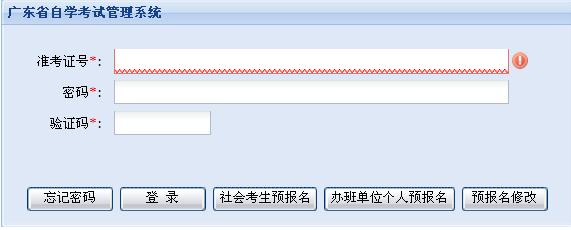 广东省自学考试管理系统
准考证号*:
密码*:
验证码*:
忘记密码 登 录 社会考生预报名 办班单位个人预报名 预报名修改